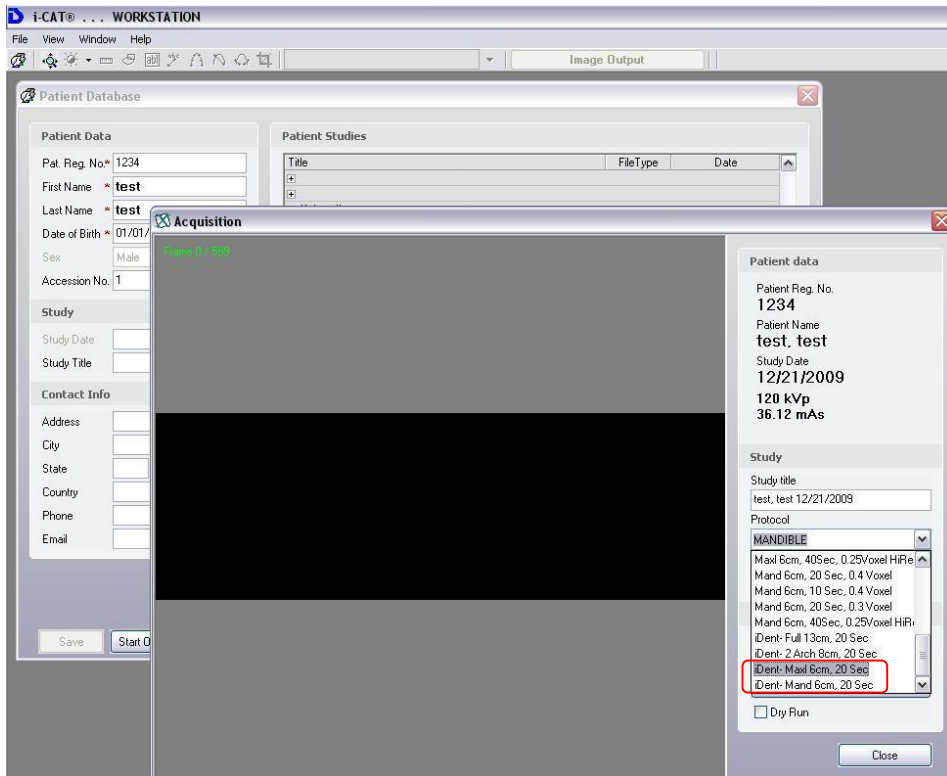 i-CAT® ... WORKSTATION
File View Window Help
abl
Image Output
Patient Database
Patient Data
Pat. Reg. No* 1234
First Name * test
Last Name * test
Date of Birth * 01/01/
Sex Male
Accession No. 1
Study
Study Date
Study Title
Contact Info
Address
City
State
Country
Phone
Email
Save Start O
Patient Studies
Title FileType Date
Acquisition
Frame 0 / 599
Patient data
Patient Reg. No.
1234
Patient Name
test, test
Study Date
12/21/2009
120 kVp
36.12 mAs
Study
Study title
test, test 12/21/2009
Protocol
MANDIBLE
Maxl 6cm, 40Sec, 0.25Voxel HiRe
Mand 6cm, 20 Sec, 0.4 Voxel
Mand 6cm, 10 Sec, 0.4 Voxel
Mand 6cm, 20 Sec, 0.3 Voxel
Mand 6cm, 40Sec, 0.25Voxel HiR
iDent- Full 13cm, 20 Sec
iDent- 2 Arch 8cm, 20 Sec
iDent- Maxl 6cm, 20 Sec
iDent- Mand 6cm, 20 Sec
Dry Run
Close